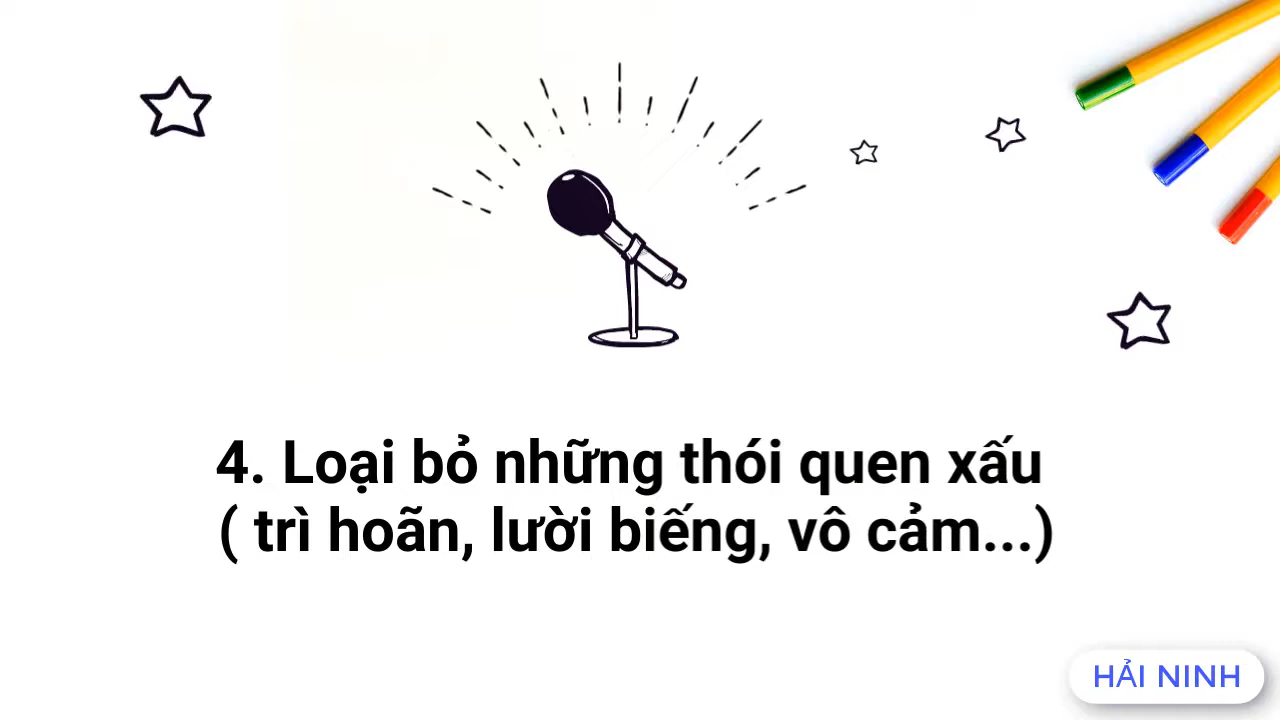 4. Loại bỏ những thói quen xấu
( trì hoãn, lười biếng, vô cảm...)
HẢI NINH